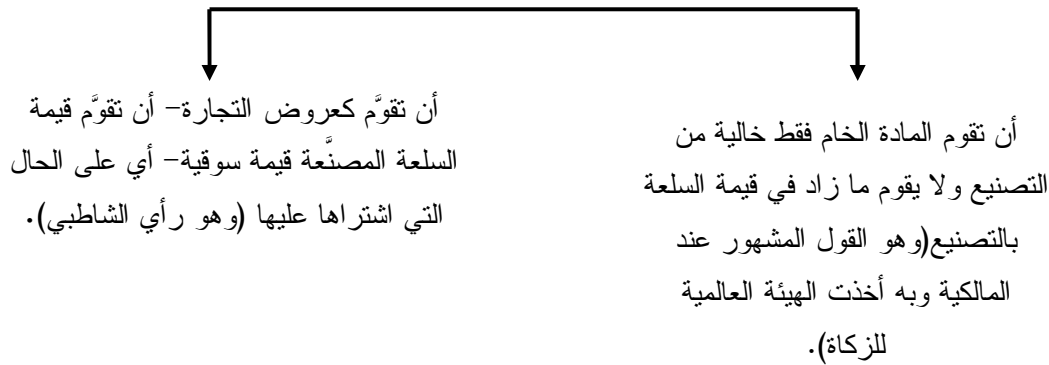 أن تقوم المادة الخام فقط خالية من
التصنيع ولا يقوم ما زاد في قيمة السلعة
بالتصنيع(وهو القول المشهور عند
المالكية وبه أخذت الهيئة العالمية
للزكاة).
أن تقوَّم كعروض التجارة– أن تقوَّم قيمة
السلعة المصنَّعة قيمة سوقية– أي على الحال
التي اشتراها عليها (وهو رأي الشاطبي).